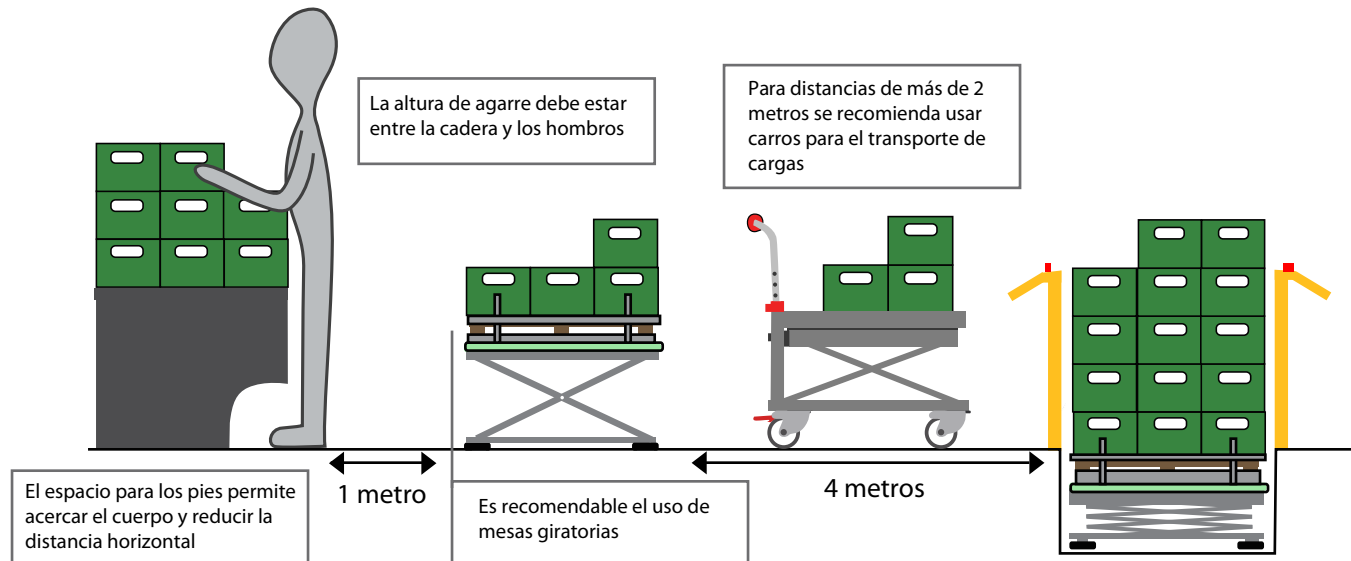 La altura de agarre debe estar
entre la cadera y los hombros
Para distancias de más de 2
metros se recomienda usar
carros para el transporte de
cargas
El espacio para los pies permite
acercar el cuerpo y reducir la
distancia horizontal
1 metro
Es recomendable el uso de
mesas giratorias
4 metros